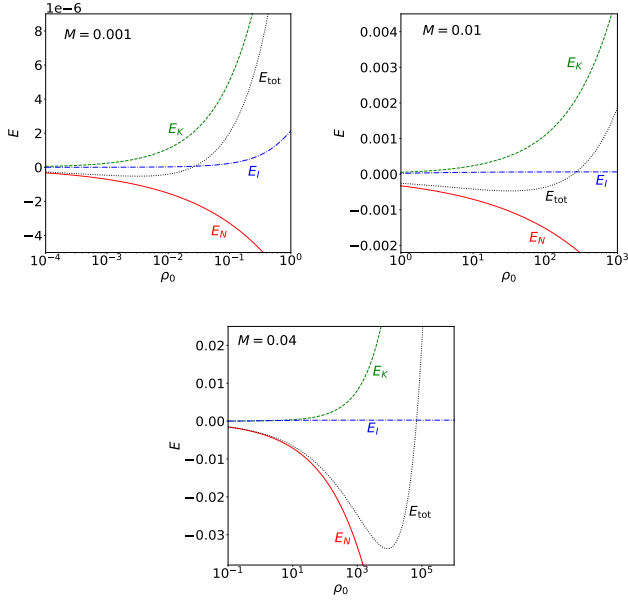 1e−6
M = 0.001
8
6
4
2
0
−2
−4
E
E_K
E_tot
E_I
E_N
10^−4
10^−3
10^−2
10^−1
10^0
ρ_0
M = 0.01
0.004
0.003
0.002
0.001
0.000
−0.001
−0.002
E
E_K
E_I
E_tot
E_N
10^0
10^1
10^2
10^3
ρ_0
M = 0.04
0.02
0.01
0.00
−0.01
−0.02
−0.03
E
E_K
E_I
E_tot
E_N
10^−1
10^1
10^3
10^5
ρ_0